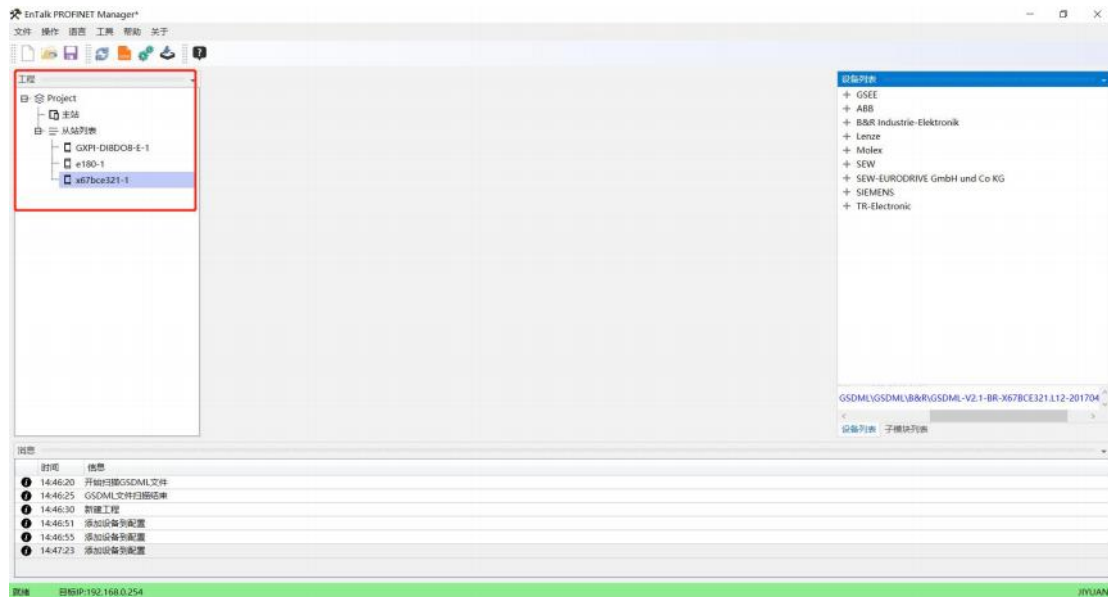 EnTalk PROFINET Manager*
文件 操作 语言 工具 帮助 关于
工程
设备列表
Project
主站
从站列表
GXPI-DI8DO8-E-1
e180-1
x67bce321-1
GSEE
ABB
B&R Industrie-Elektronik
Lenze
Molex
SEW
SEW-EURODRIVE GmbH und Co KG
SIEMENS
TR-Electronic
GSDML\GSDML\B&R\GSDML-V2.1-BR-X67BCE321.L12-201704
设备列表 子模块列表
消息
时间 信息
14:46:20 开始扫描GSDML文件
14:46:25 GSDML文件扫描结束
14:46:30 新建工程
14:46:51 添加设备到配置
14:46:55 添加设备到配置
14:47:23 添加设备到配置
就绪 目标IP:192.168.0.254 JIYUAN